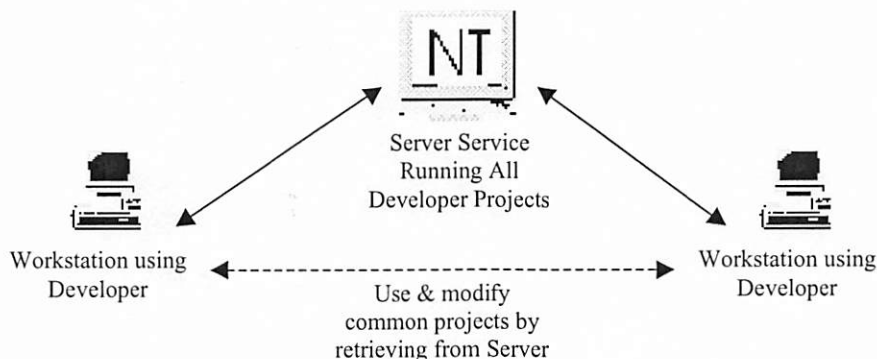 NT
Server Service
Running All
Developer Projects
Workstation using
Developer
Workstation using
Developer
Use & modify
common projects by
retrieving from Server